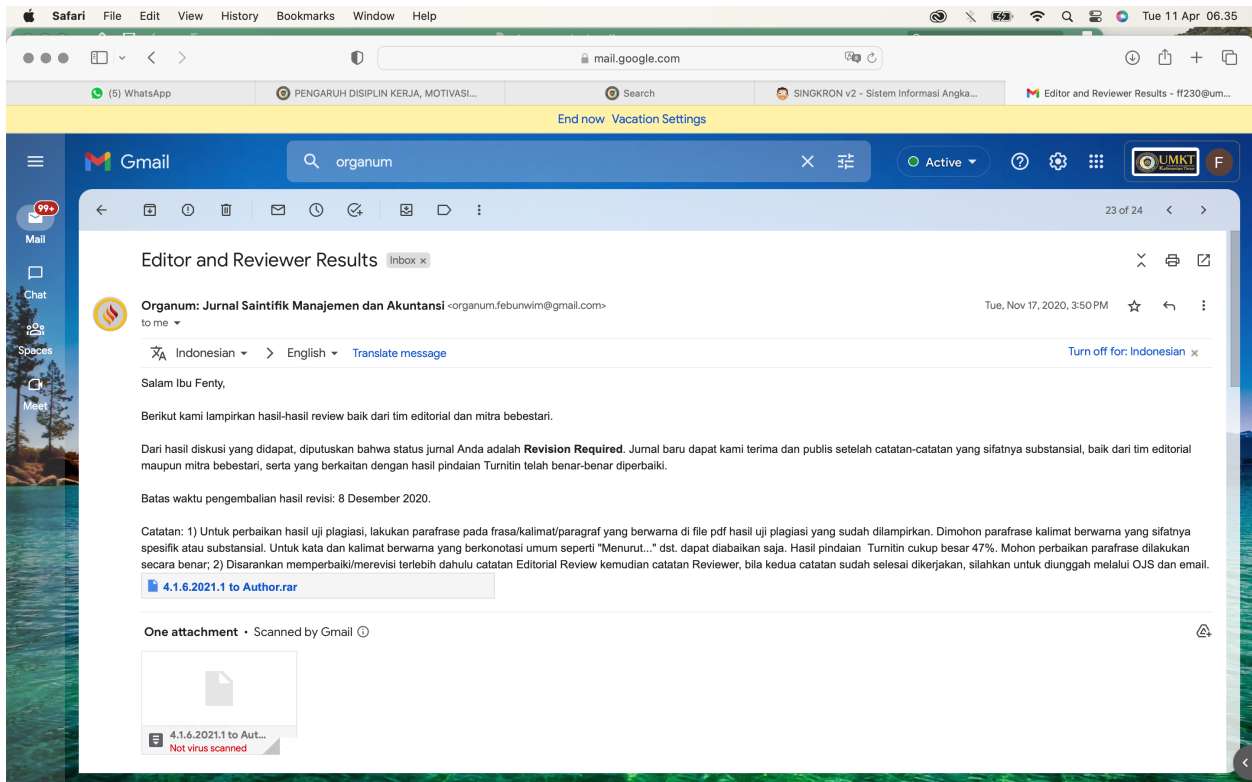 Safari File Edit View History Bookmarks Window Help Tue 11 Apr 06.35
mail.google.com
(5) WhatsApp PENGARUH DISIPLIN KERJA, MOTIVASI... Search SINGKRON v2 - Sistem Informasi Angka... Editor and Reviewer Results - ff230@um...
End now Vacation Settings
Gmail organum Active UMKT F
99+ 23 of 24
Mail
Editor and Reviewer Results Inbox x
Chat
Organum: Jurnal Saintifik Manajemen dan Akuntansi <organum.febunwim@gmail.com> Tue, Nov 17, 2020, 3:50 PM
to me
Spaces
Indonesian > English Translate message Turn off for: Indonesian x
Salam Ibu Fenty,
Meet
Berikut kami lampirkan hasil-hasil review baik dari tim editorial dan mitra bebestari.
Dari hasil diskusi yang didapat, diputuskan bahwa status jurnal Anda adalah Revision Required. Jurnal baru dapat kami terima dan publis setelah catatan-catatan yang sifatnya substansial, baik dari tim editorial
maupun mitra bebestari, serta yang berkaitan dengan hasil pindaian Turnitin telah benar-benar diperbaiki.
Batas waktu pengembalian hasil revisi: 8 Desember 2020.
Catatan: 1) Untuk perbaikan hasil uji plagiasi, lakukan parafrase pada frasa/kalimat/paragraf yang berwarna di file pdf hasil uji plagiasi yang sudah dilampirkan. Dimohon parafrase kalimat berwarna yang sifatnya
spesifik atau substansial. Untuk kata dan kalimat berwarna yang berkonotasi umum seperti "Menurut..." dst. dapat diabaikan saja. Hasil pindaian Turnitin cukup besar 47%. Mohon perbaikan parafrase dilakukan
secara benar; 2) Disarankan memperbaiki/merevisi terlebih dahulu catatan Editorial Review kemudian catatan Reviewer, bila kedua catatan sudah selesai dikerjakan, silahkan untuk diunggah melalui OJS dan email.
4.1.6.2021.1 to Author.rar
One attachment • Scanned by Gmail
4.1.6.2021.1 to Aut...
Not virus scanned